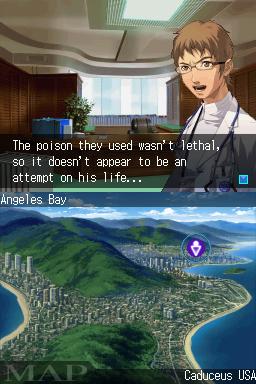 The poison they used wasn't lethal,
so it doesn't appear to be an
attempt on his life...
Angeles Bay
MAP
Caduceus USA